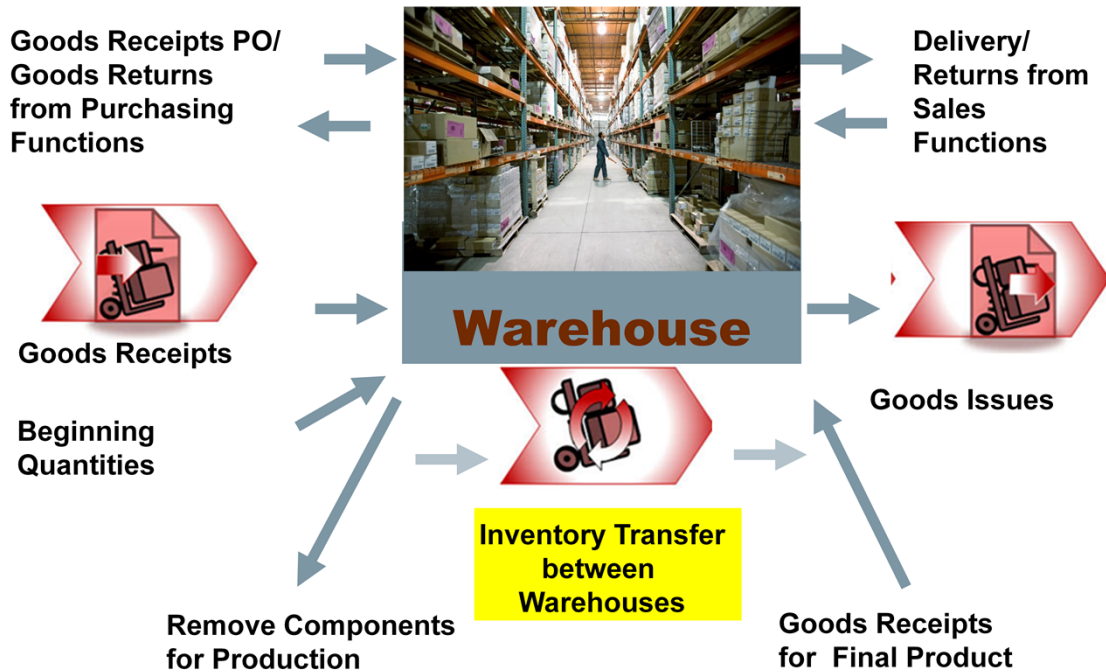 Goods Receipts PO/
Goods Returns
from Purchasing
Functions
Delivery/
Returns from
Sales
Functions
Warehouse
Goods Receipts
Goods Issues
Beginning
Quantities
Inventory Transfer
between
Warehouses
Remove Components
for Production
Goods Receipts
for Final Product